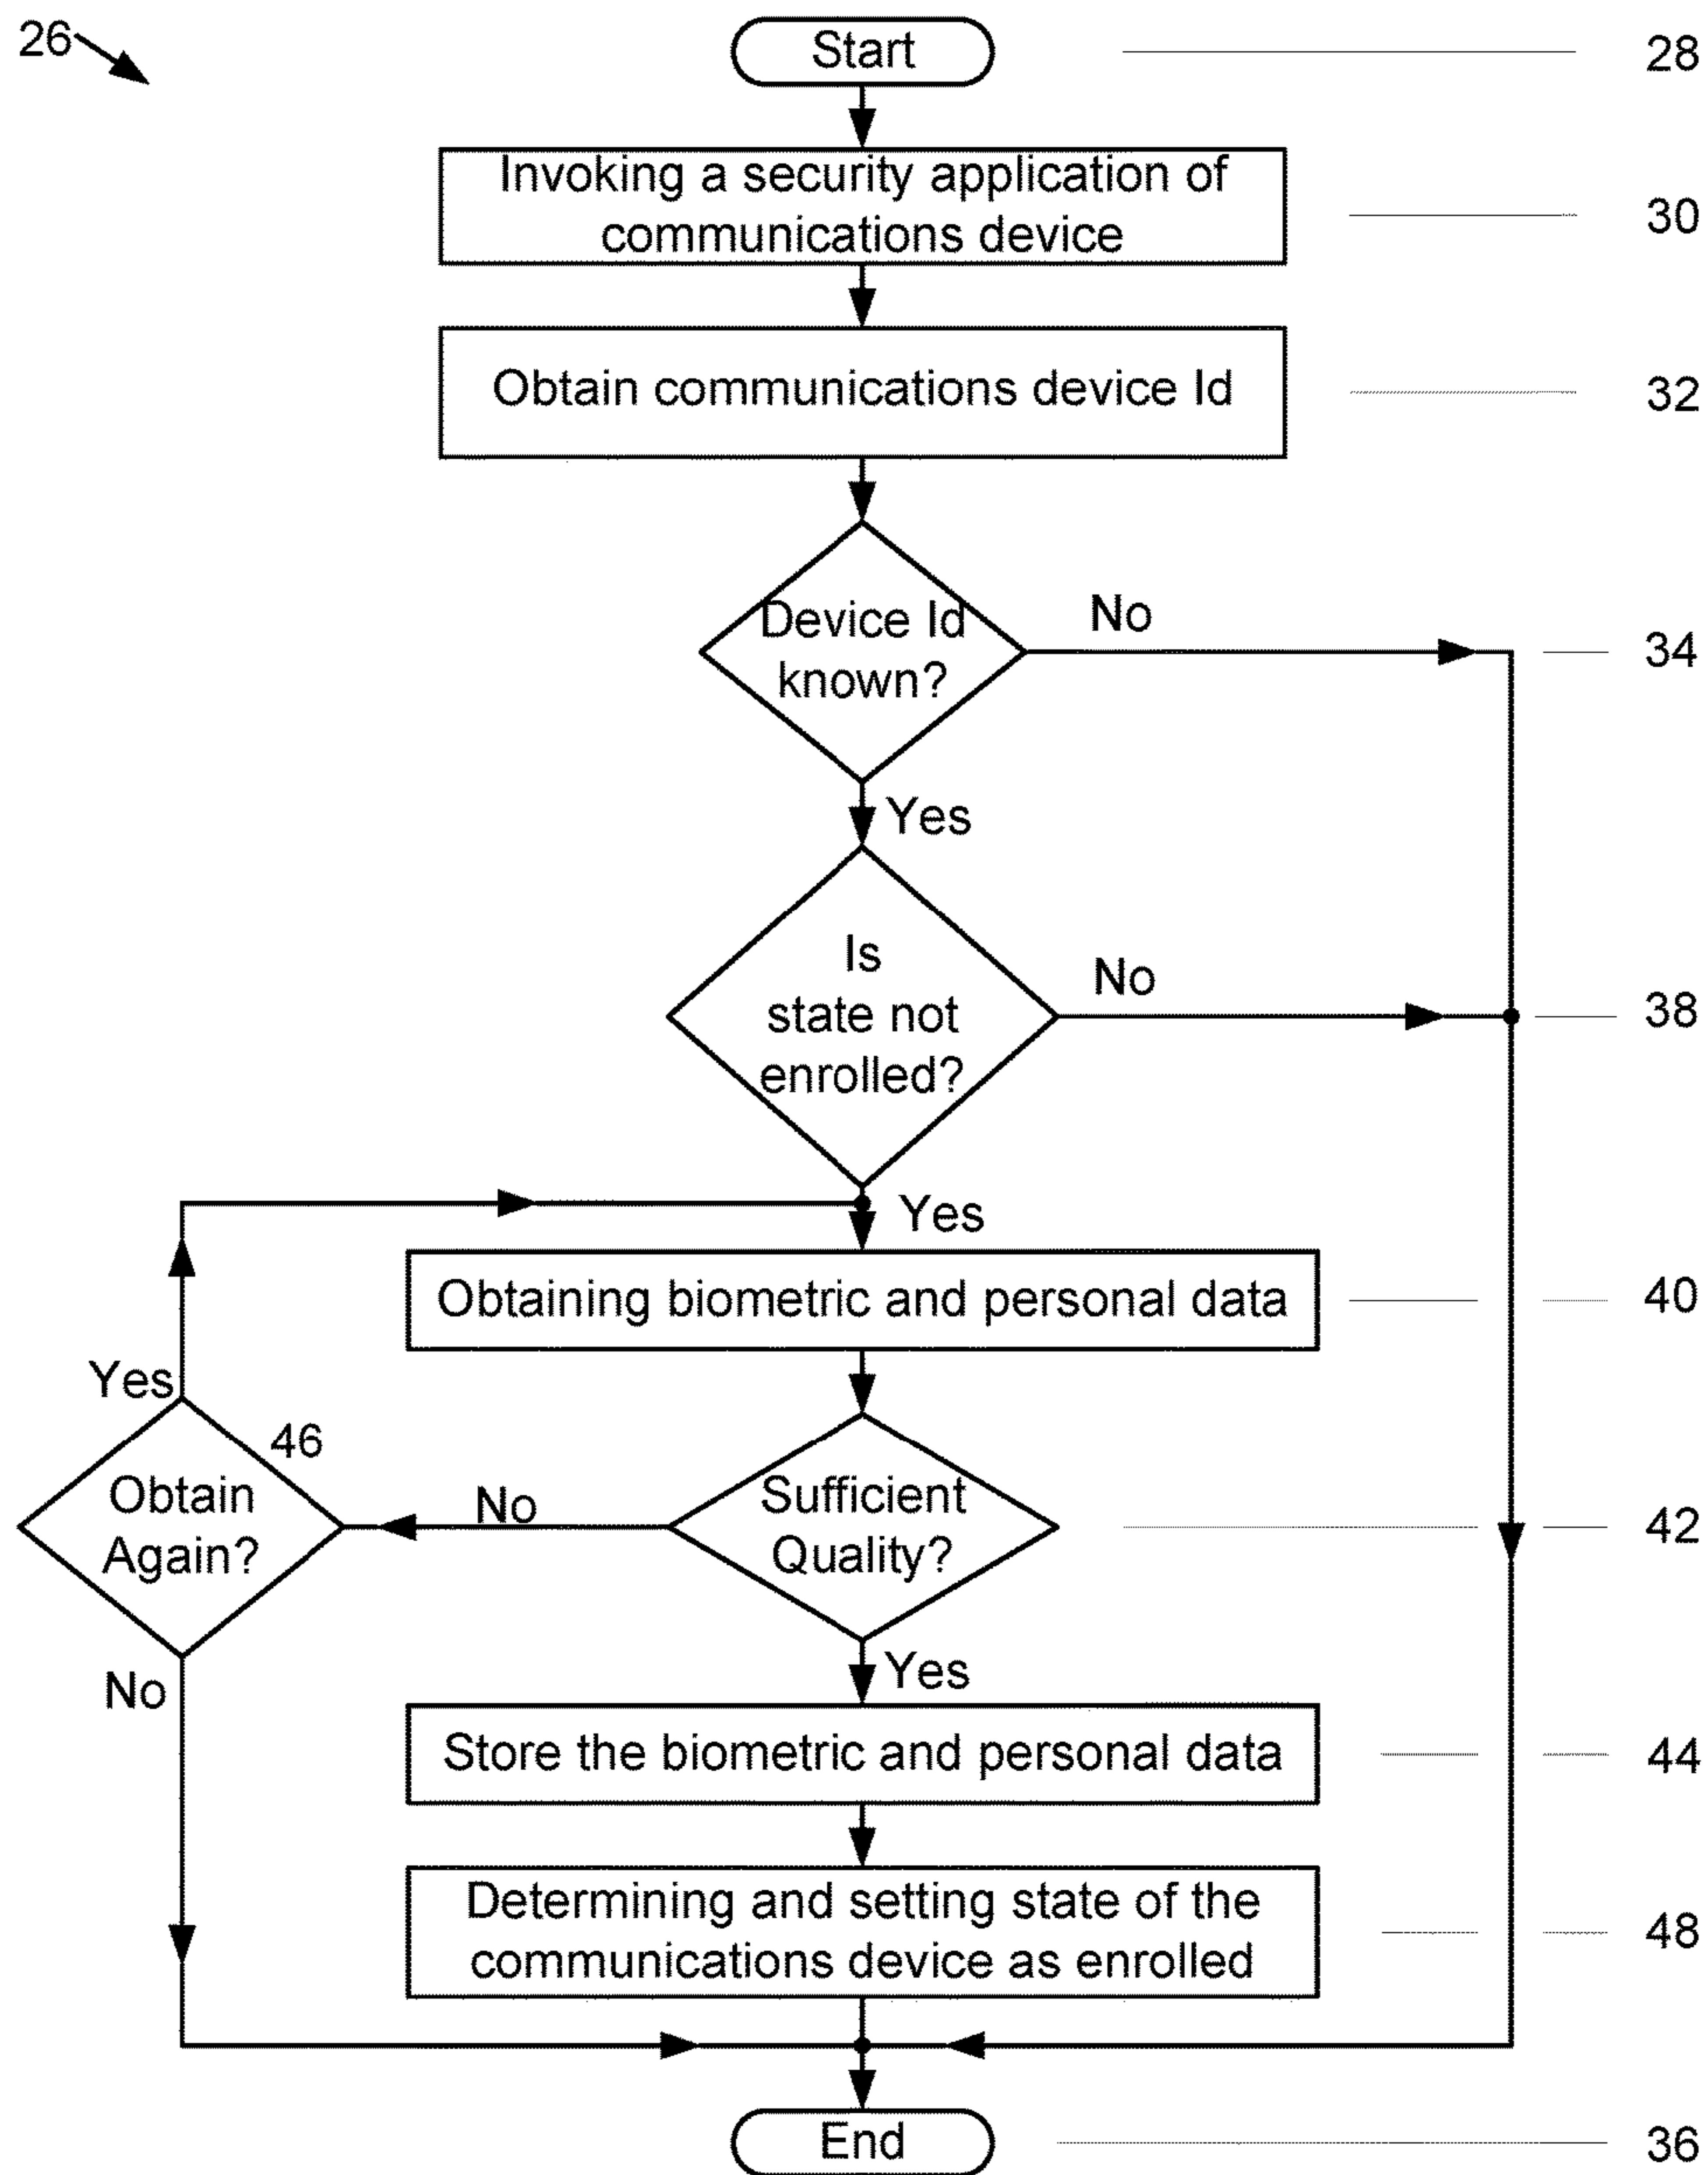 26
Start
28
Invoking a security application of
communications device
30
Obtain communications device Id
32
Device Id
known?
No
34
Yes
Is
state not
enrolled?
No
38
Yes
Obtaining biometric and personal data
40
Yes
46
Obtain
Again?
No
Sufficient
Quality?
42
No
Yes
Store the biometric and personal data
44
Determining and setting state of the
communications device as enrolled
48
End
36